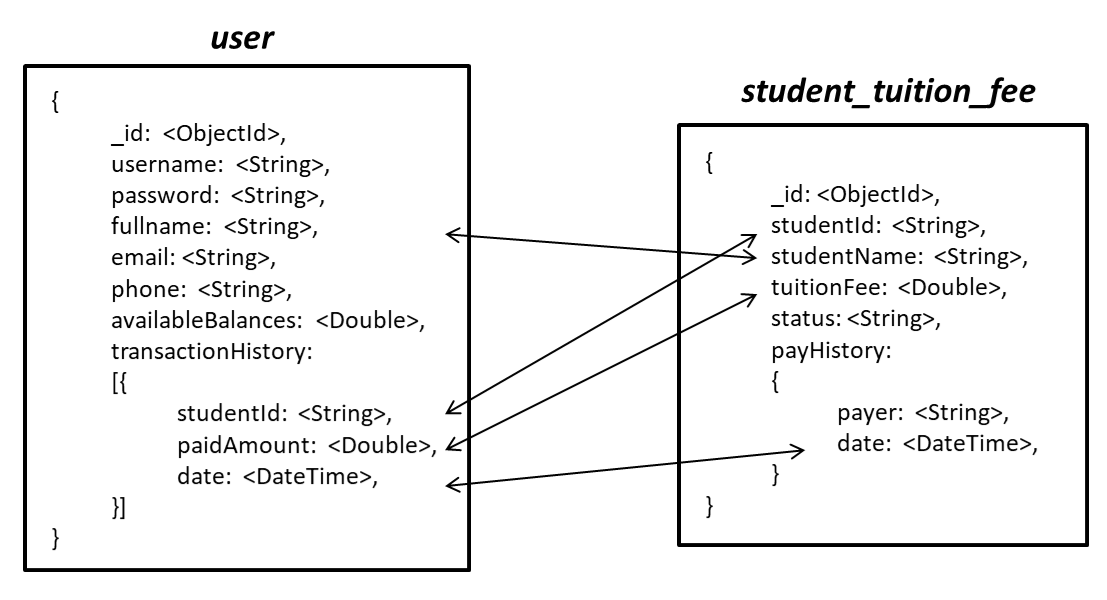 user
{
_id: <ObjectId>,
username: <String>,
password: <String>,
fullname: <String>,
email: <String>,
phone: <String>,
availableBalances: <Double>,
transactionHistory:
[{
studentId: <String>,
paidAmount: <Double>,
date: <DateTime>,
}]
}
student_tuition_fee
{
_id: <ObjectId>,
studentId: <String>,
studentName: <String>,
tuitionFee: <Double>,
status: <String>,
payHistory:
{
payer: <String>,
date: <DateTime>,
}
}